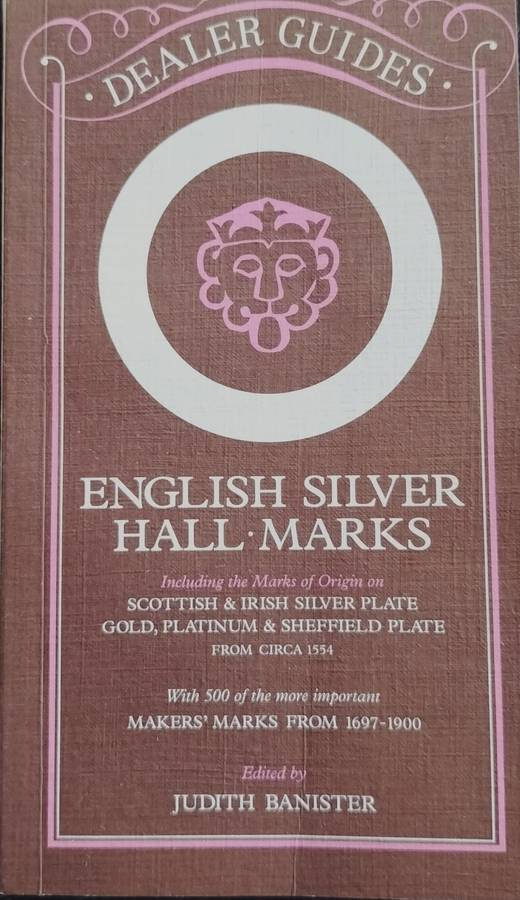 · DEALER GUIDES ·
ENGLISH SILVER
HALL·MARKS
Including the Marks of Origin on
SCOTTISH & IRISH SILVER PLATE
GOLD, PLATINUM & SHEFFIELD PLATE
FROM CIRCA 1554
With 500 of the more important
MAKERS' MARKS FROM 1697-1900
Edited by
JUDITH BANISTER